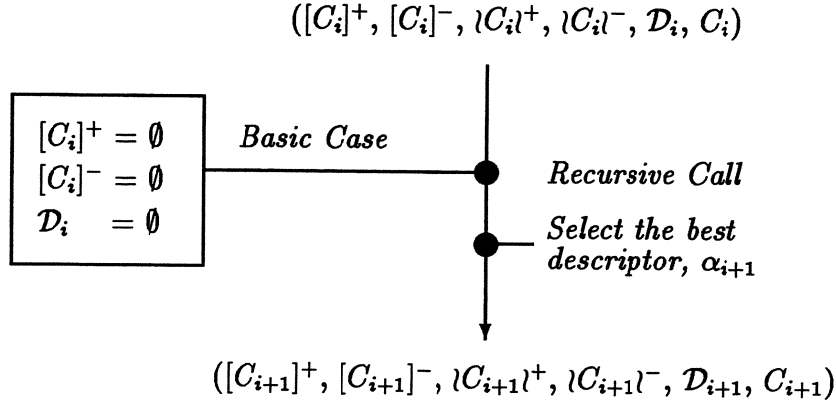 ([C_i]^+, [C_i]^-, ≀C_i≀^+, ≀C_i≀^-, 𝒟_i, C_i)
[C_i]^+ = ∅
[C_i]^- = ∅
𝒟_i = ∅
Basic Case
Recursive Call
Select the best
descriptor, α_{i+1}
([C_{i+1}]^+, [C_{i+1}]^-, ≀C_{i+1}≀^+, ≀C_{i+1}≀^-, 𝒟_{i+1}, C_{i+1})